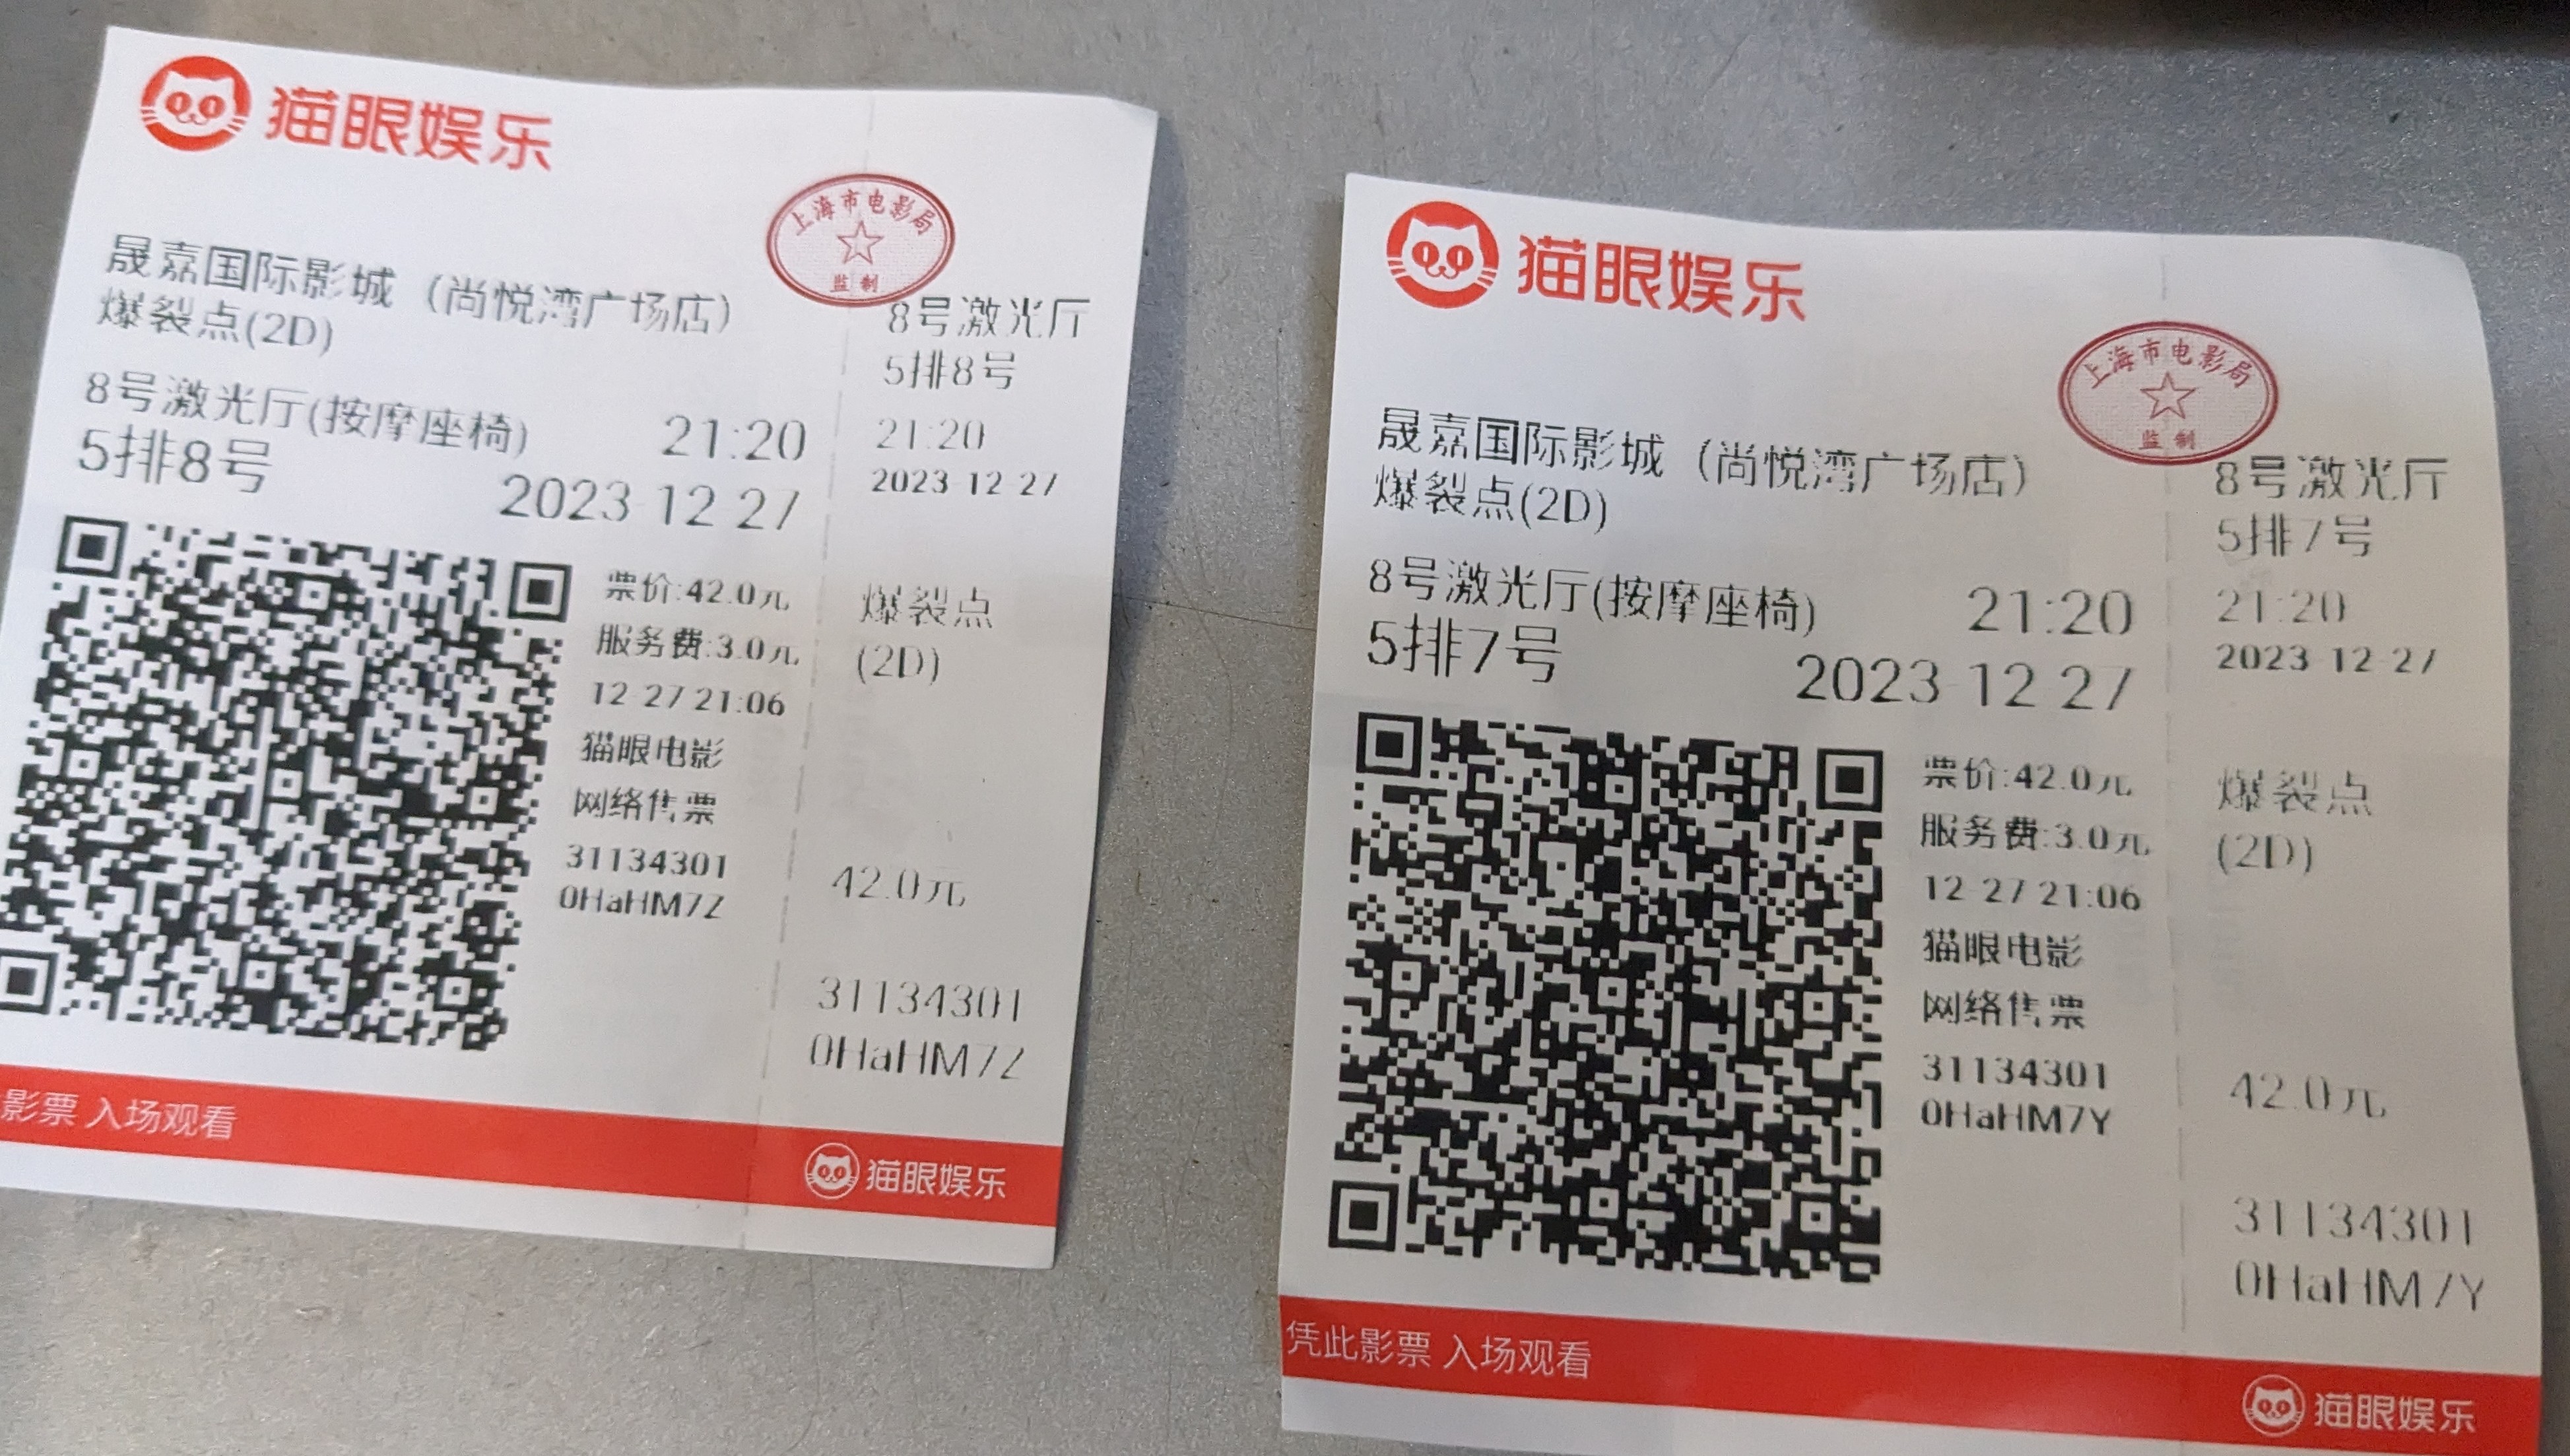 猫眼娱乐
上海市电影局
监制
晟嘉国际影城（尚悦湾广场店）
爆裂点(2D)
8号激光厅(按摩座椅)
5排8号
21:20
2023-12-27
票价:42.0元
服务费:3.0元
12-27 21:06
猫眼电影
网络售票
31134301
0HaHM7Z
8号激光厅
5排8号
21:20
2023-12-27
爆裂点
(2D)
42.0元
31134301
0HaHM7Z
影票 入场观看
猫眼娱乐
猫眼娱乐
上海市电影局
监制
晟嘉国际影城（尚悦湾广场店）
爆裂点(2D)
8号激光厅(按摩座椅)
5排7号
21:20
2023-12-27
票价:42.0元
服务费:3.0元
12-27 21:06
猫眼电影
网络售票
31134301
0HaHM7Y
8号激光厅
5排7号
21:20
2023-12-27
爆裂点
(2D)
42.0元
31134301
0HaHM7Y
凭此影票 入场观看
猫眼娱乐